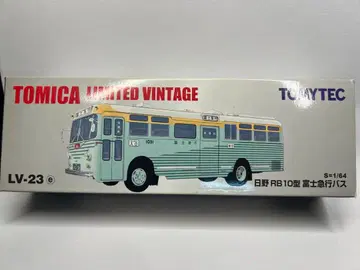 TOMICA LIMITED VINTAGE
TOMYTEC
LV-23 e
S=1/64
日野 RB10型 富士急行バス